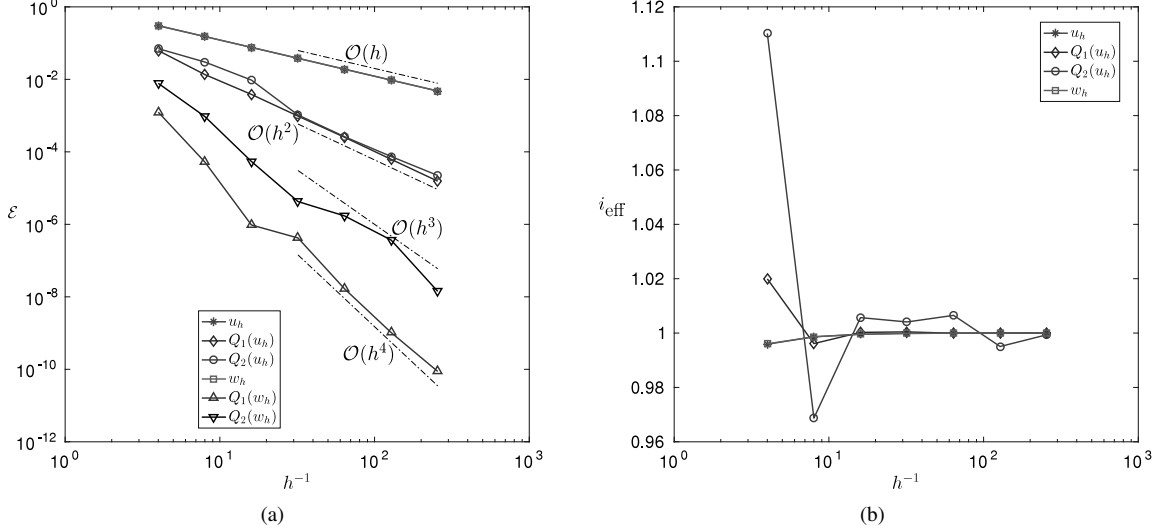 10^0
10^{-2}
10^{-4}
10^{-6}
10^{-8}
10^{-10}
10^{-12}
ℰ
𝒪(h)
𝒪(h^2)
𝒪(h^3)
𝒪(h^4)
u_h
Q_1(u_h)
Q_2(u_h)
w_h
Q_1(w_h)
Q_2(w_h)
10^0 10^1 10^2 10^3
h^{-1}
(a)
1.12
1.1
1.08
1.06
1.04
1.02
1
0.98
0.96
i_eff
u_h
Q_1(u_h)
Q_2(u_h)
w_h
10^0 10^1 10^2 10^3
h^{-1}
(b)